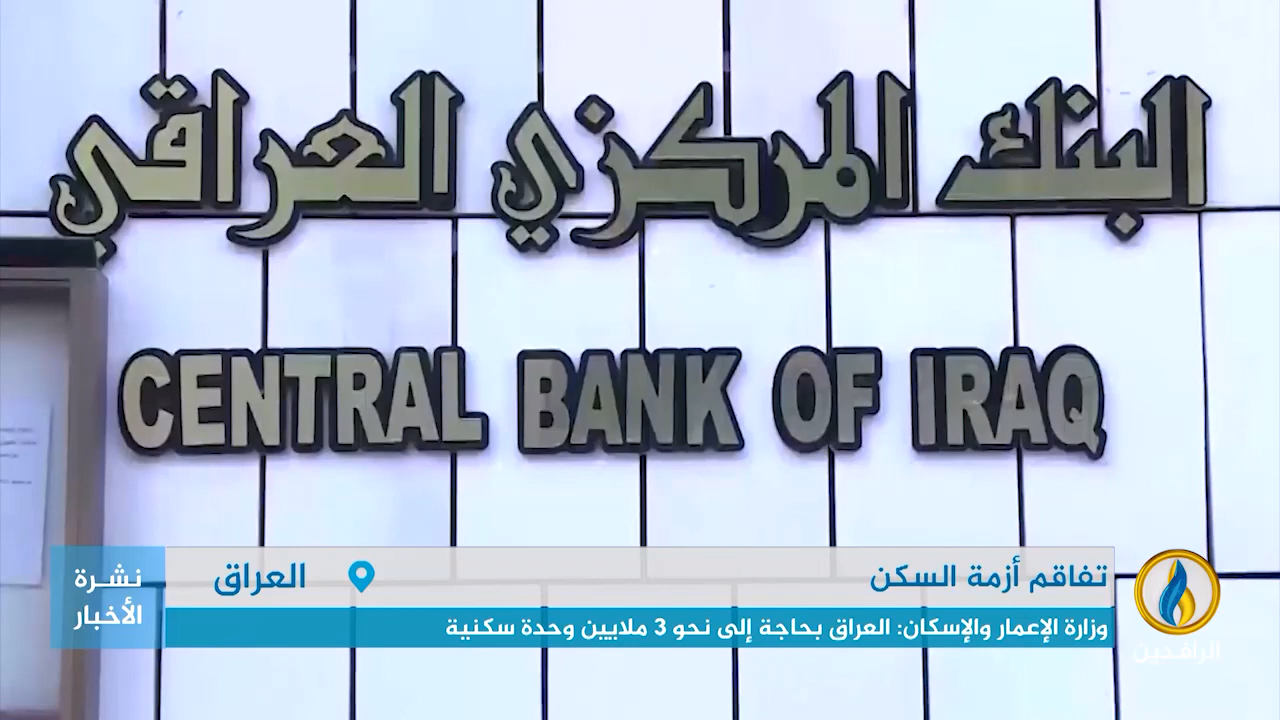 البنك المركزي العراقي
CENTRAL BANK OF IRAQ
تفاقم أزمة السكن
العراق
وزارة الإعمار والإسكان: العراق بحاجة إلى نحو 3 ملايين وحدة سكنية
نشرة
الأخبار
الرافدين